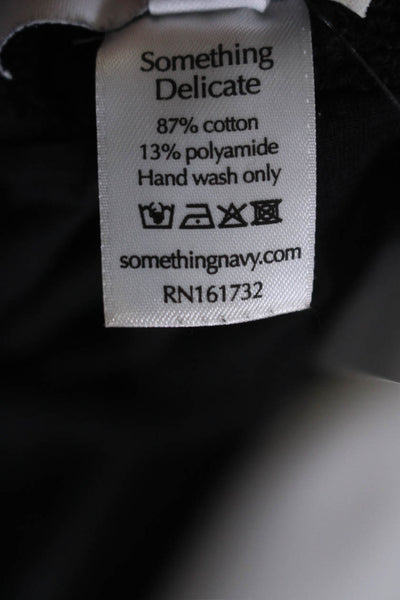 Something
Delicate
87% cotton
13% polyamide
Hand wash only
somethingnavy.com
RN161732